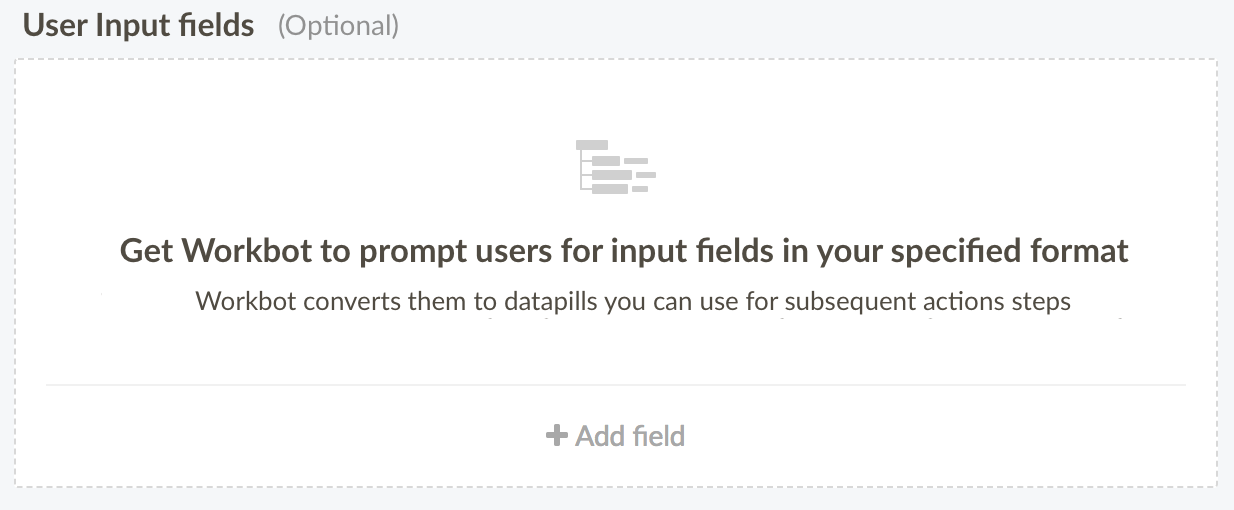 User Input fields (Optional)
Get Workbot to prompt users for input fields in your specified format
Workbot converts them to datapills you can use for subsequent actions steps
Add field